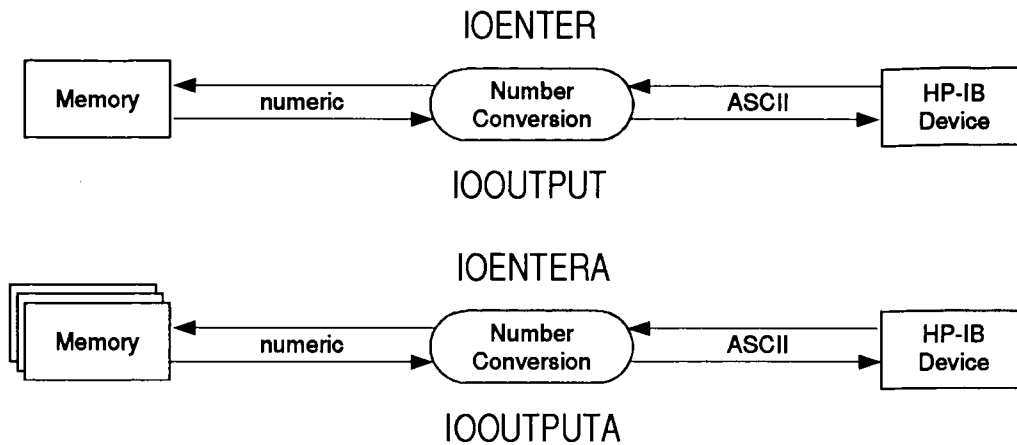 IOENTER
Memory
numeric
Number
Conversion
ASCII
HP-IB
Device
IOOUTPUT
IOENTERA
Memory
numeric
Number
Conversion
ASCII
HP-IB
Device
IOOUTPUTA